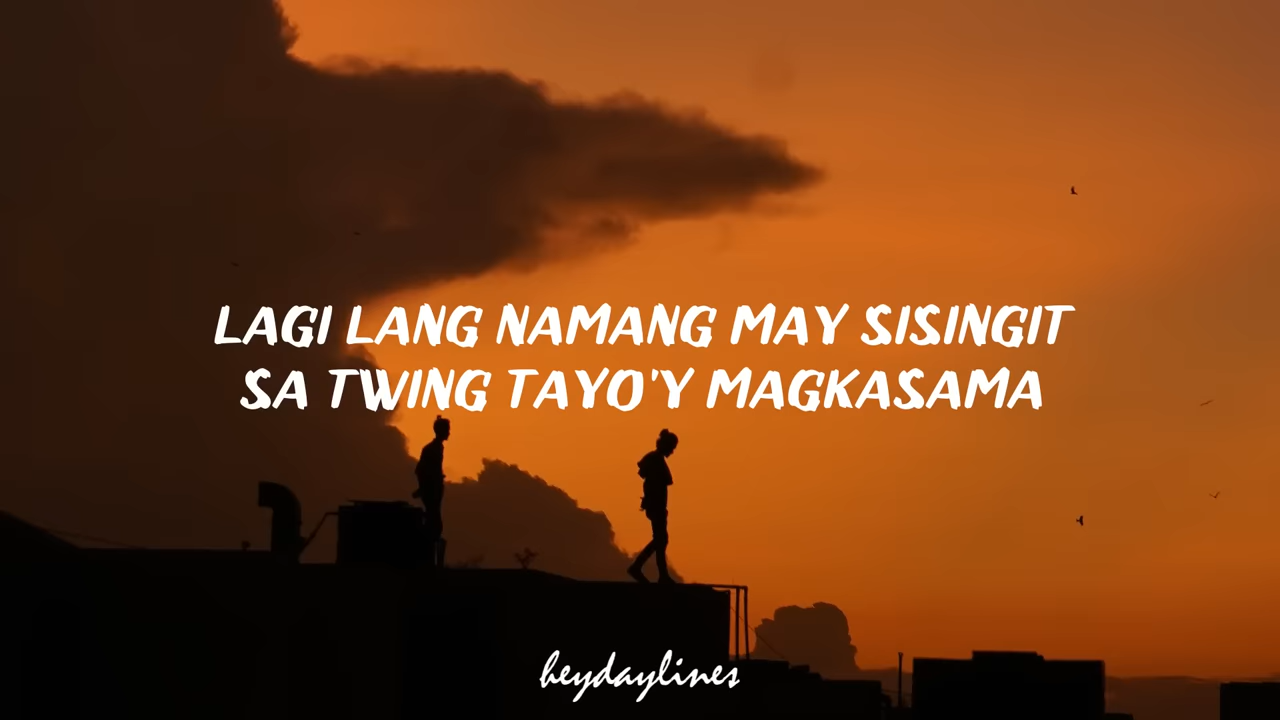 LAGI LANG NAMANG MAY SISINGIT
SA TWING TAYO'Y MAGKASAMA
heydaylines